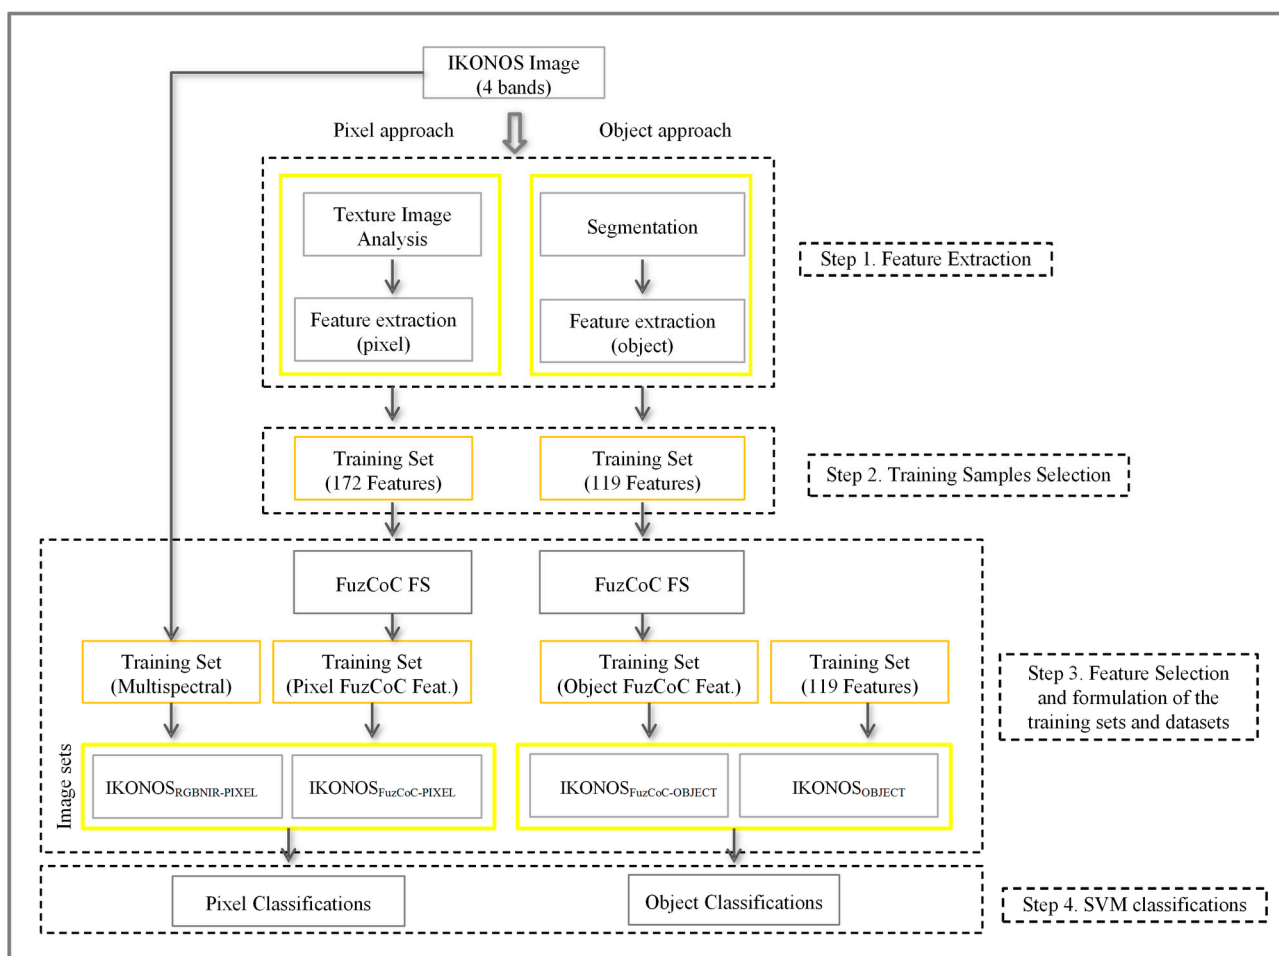 IKONOS Image
(4 bands)
Pixel approach
Object approach
Texture Image
Analysis
Segmentation
Step 1. Feature Extraction
Feature extraction
(pixel)
Feature extraction
(object)
Training Set
(172 Features)
Training Set
(119 Features)
Step 2. Training Samples Selection
FuzCoC FS
FuzCoC FS
Training Set
(Multispectral)
Training Set
(Pixel FuzCoC Feat.)
Training Set
(Object FuzCoC Feat.)
Training Set
(119 Features)
Step 3. Feature Selection
and formulation of the
training sets and datasets
Image sets
IKONOSRGBNIR-PIXEL
IKONOSFuzCoC-PIXEL
IKONOSFuzCoC-OBJECT
IKONOSOBJECT
Pixel Classifications
Object Classifications
Step 4. SVM classifications